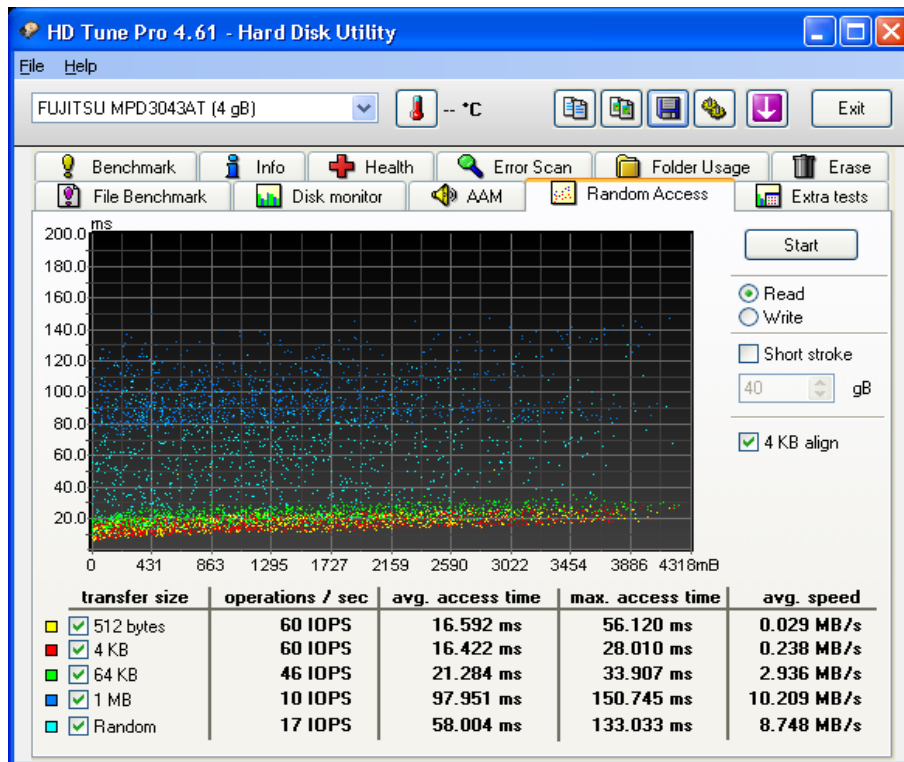 HD Tune Pro 4.61 - Hard Disk Utility
File Help
FUJITSU MPD3043AT (4 gB) -- °C Exit
Benchmark Info Health Error Scan Folder Usage Erase
File Benchmark Disk monitor AAM Random Access Extra tests
ms
200.0
180.0
160.0
140.0
120.0
100.0
80.0
60.0
40.0
20.0
0 431 863 1295 1727 2159 2590 3022 3454 3886 4318mB
Start
Read
Write
Short stroke
40 gB
4 KB align
transfer size operations / sec avg. access time max. access time avg. speed
512 bytes 60 IOPS 16.592 ms 56.120 ms 0.029 MB/s
4 KB 60 IOPS 16.422 ms 28.010 ms 0.238 MB/s
64 KB 46 IOPS 21.284 ms 33.907 ms 2.936 MB/s
1 MB 10 IOPS 97.951 ms 150.745 ms 10.209 MB/s
Random 17 IOPS 58.004 ms 133.033 ms 8.748 MB/s